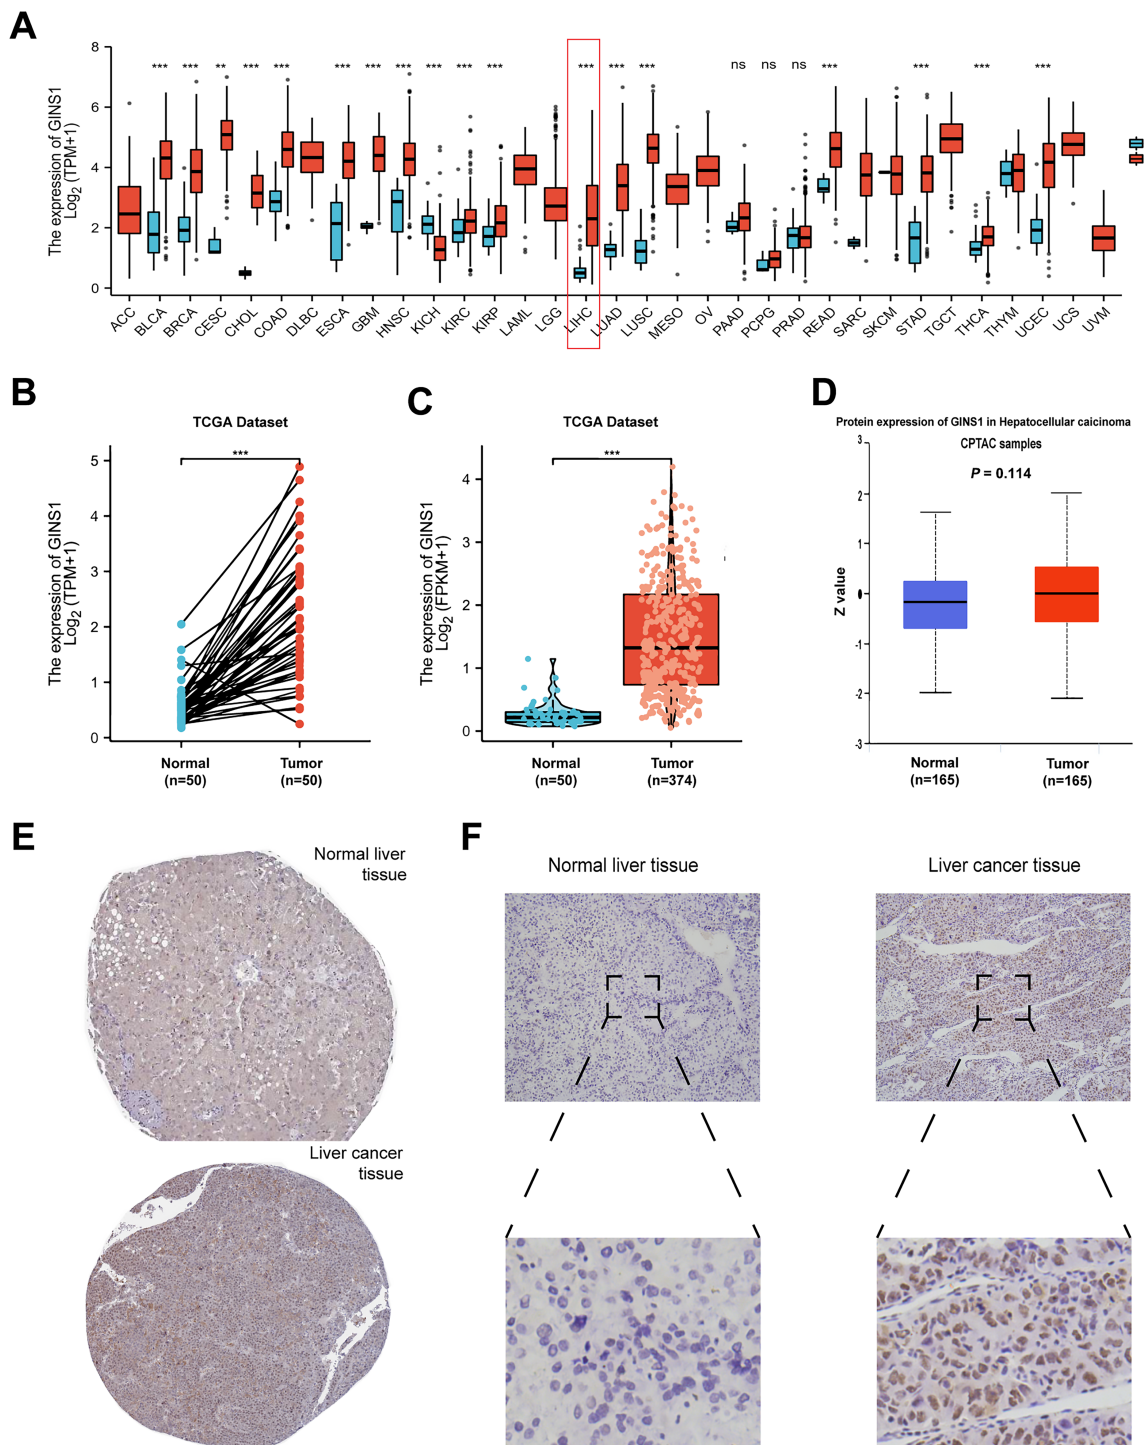 A
The expression of GINS1
Log2 (TPM+1)
8
6
4
2
0
*** *** ** *** *** *** *** *** *** *** *** *** *** *** ns ns ns *** *** *** ***
ACC BLCA BRCA CESC CHOL COAD DLBC ESCA GBM HNSC KICH KIRC KIRP LAML LGG LIHC LUAD LUSC MESO OV PAAD PCPG PRAD READ SARC SKCM STAD TGCT THCA THYM UCEC UCS UVM
B
TCGA Dataset
***
The expression of GINS1
Log2 (TPM+1)
5
4
3
2
1
0
Normal
(n=50)
Tumor
(n=50)
C
TCGA Dataset
***
The expression of GINS1
Log2 (FPKM+1)
4
3
2
1
0
Normal
(n=50)
Tumor
(n=374)
D
Protein expression of GINS1 in Hepatocellular caicinoma
CPTAC samples
P = 0.114
Z value
3
2
1
0
-1
-2
-3
Normal
(n=165)
Tumor
(n=165)
E
Normal liver
tissue
Liver cancer
tissue
F
Normal liver tissue
Liver cancer tissue